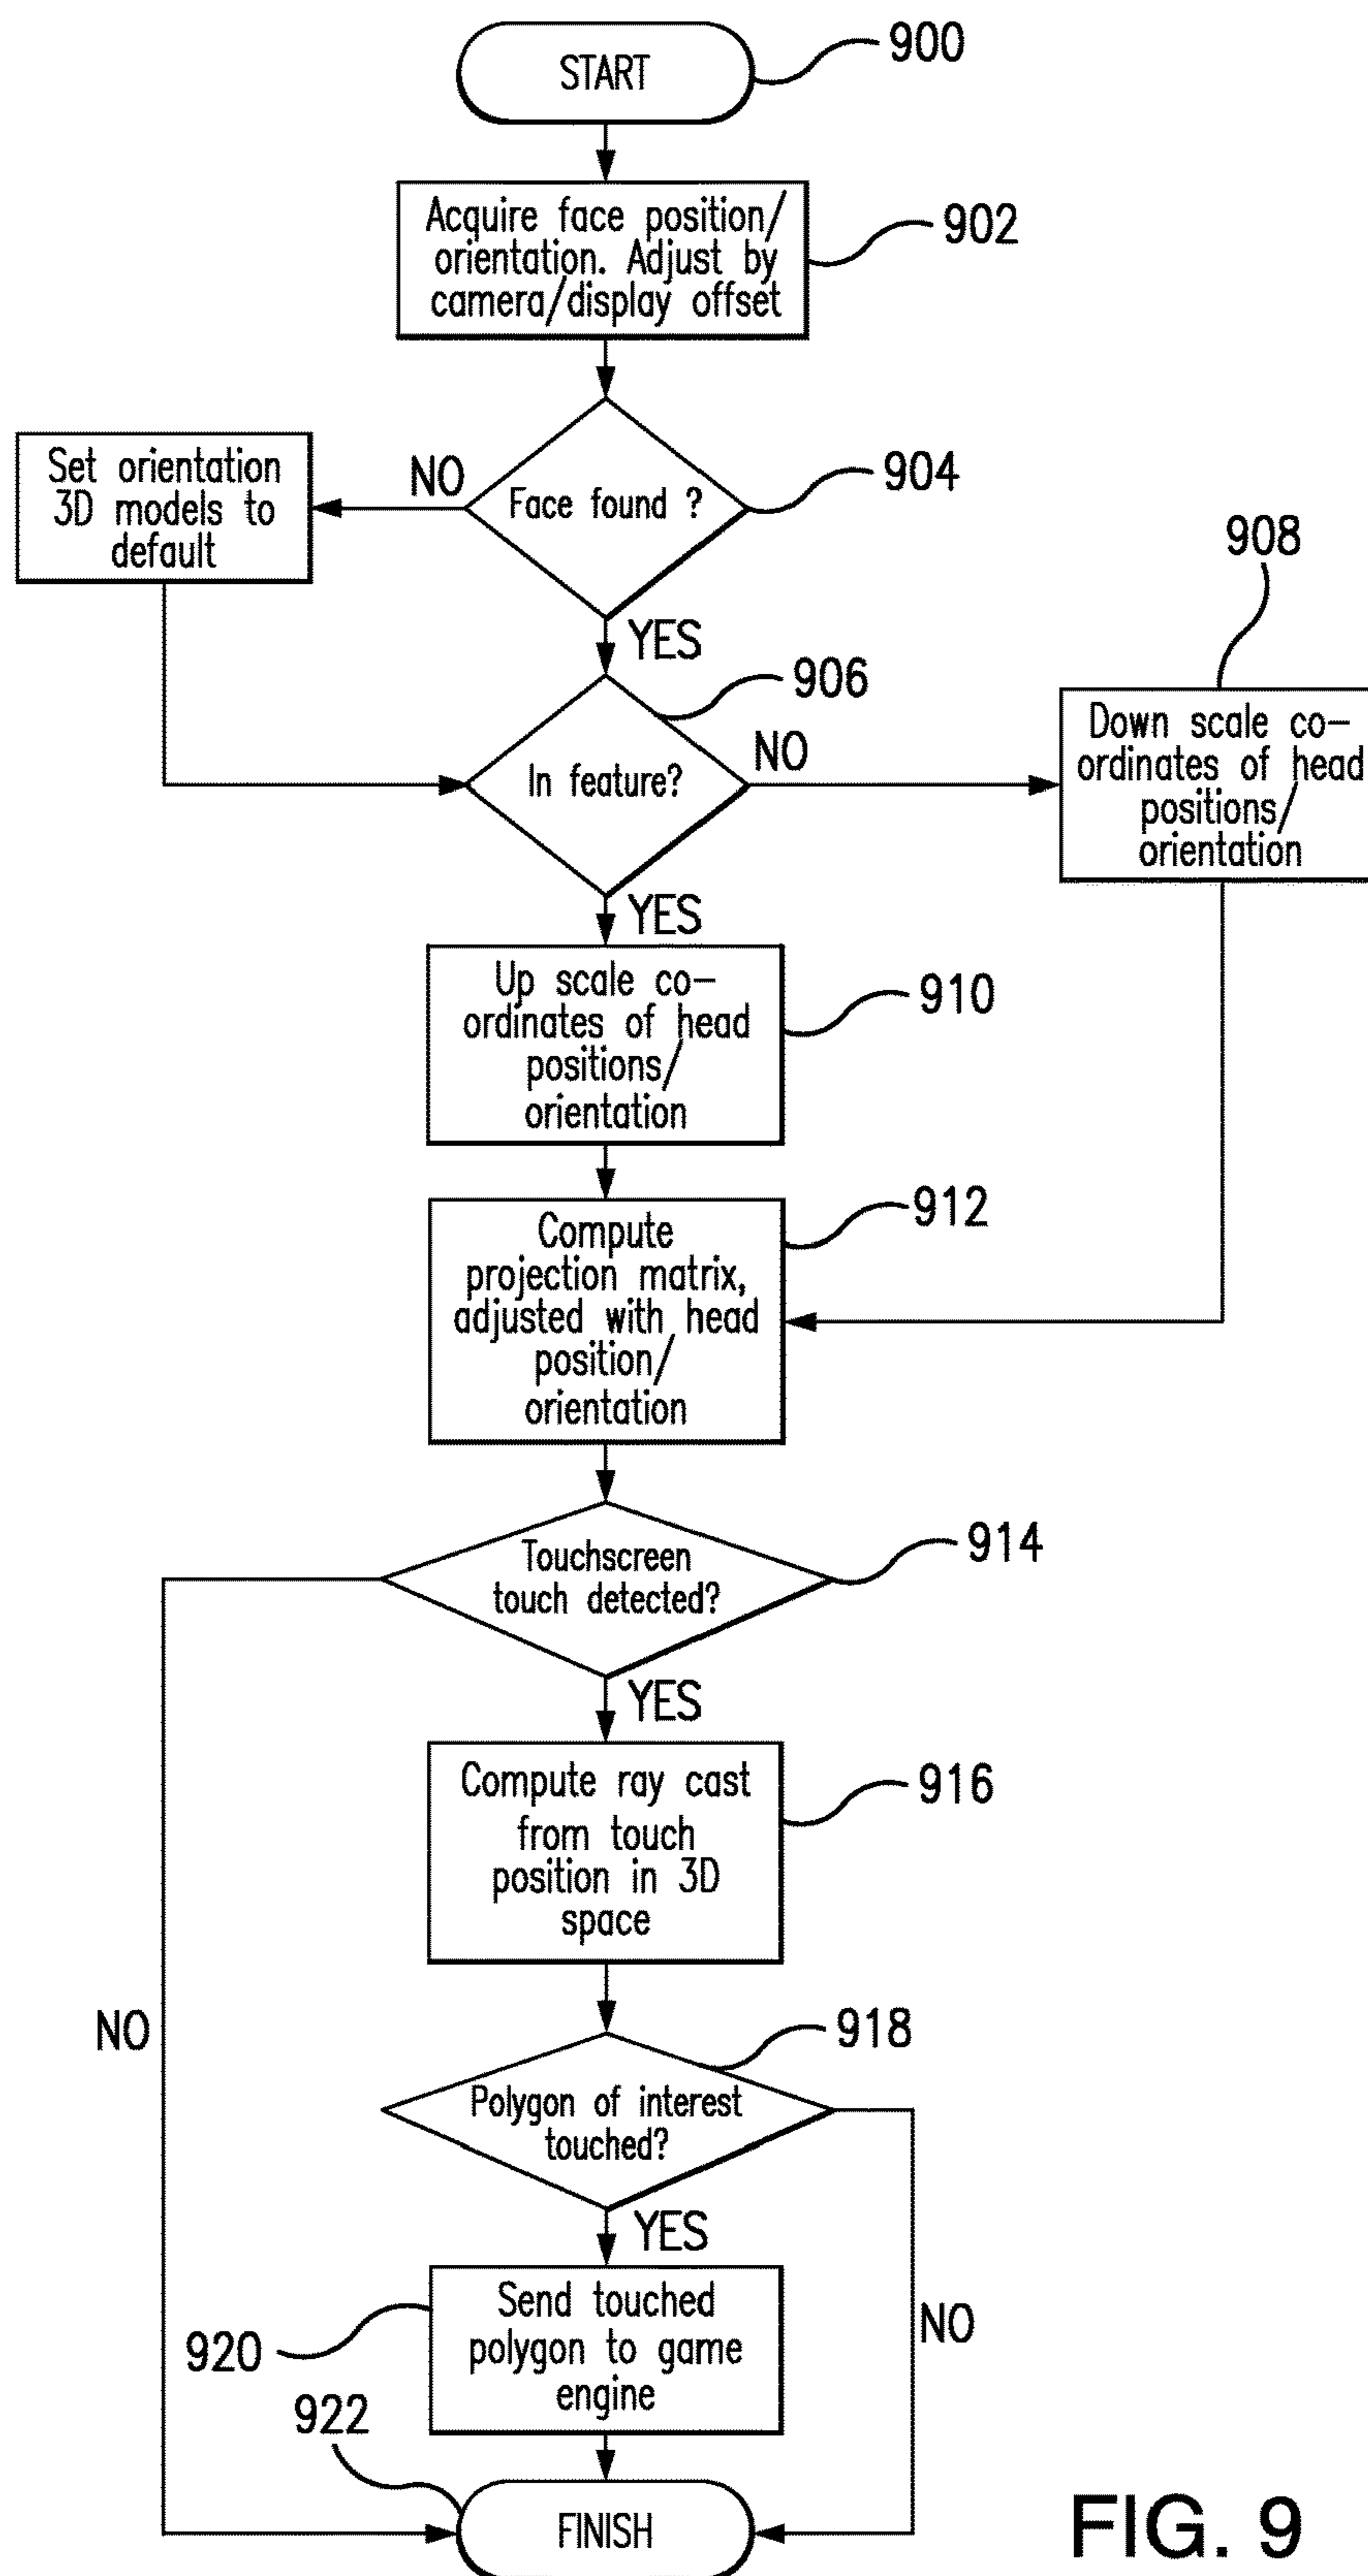 START
900
Acquire face position/
orientation. Adjust by
camera/display offset
902
Set orientation
3D models to
default
NO
Face found ?
904
YES
908
906
In feature?
NO
Down scale co-
ordinates of head
positions/
orientation
YES
Up scale co-
ordinates of head
positions/
orientation
910
Compute
projection matrix,
adjusted with head
position/
orientation
912
Touchscreen
touch detected?
914
YES
Compute ray cast
from touch
position in 3D
space
916
NO
918
Polygon of interest
touched?
YES
Send touched
polygon to game
engine
920
NO
922
FINISH
FIG. 9